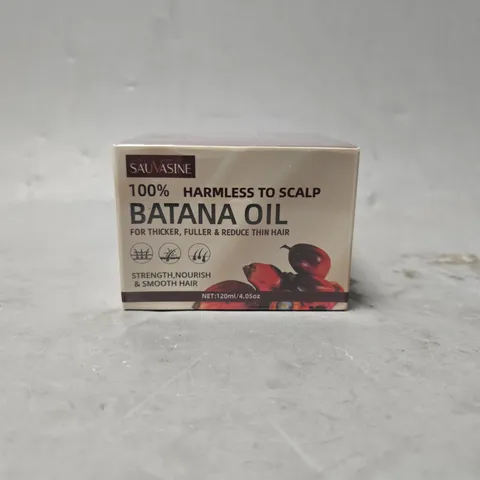 SAUVASINE
100% HARMLESS TO SCALP
BATANA OIL
FOR THICKER, FULLER & REDUCE THIN HAIR
STRENGTH,NOURISH
& SMOOTH HAIR
NET:120ml/4.05oz